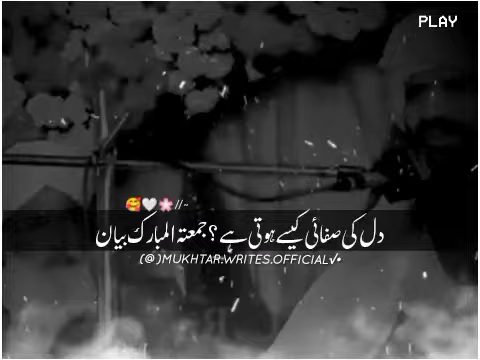 PLAY
🥰🤍🌸//~
دل کی صفائی کیسے ہوتی ہے ؟ جمعتہ المبارک بیان
(@)MUKHTAR.WRITES.OFFICIAL√•